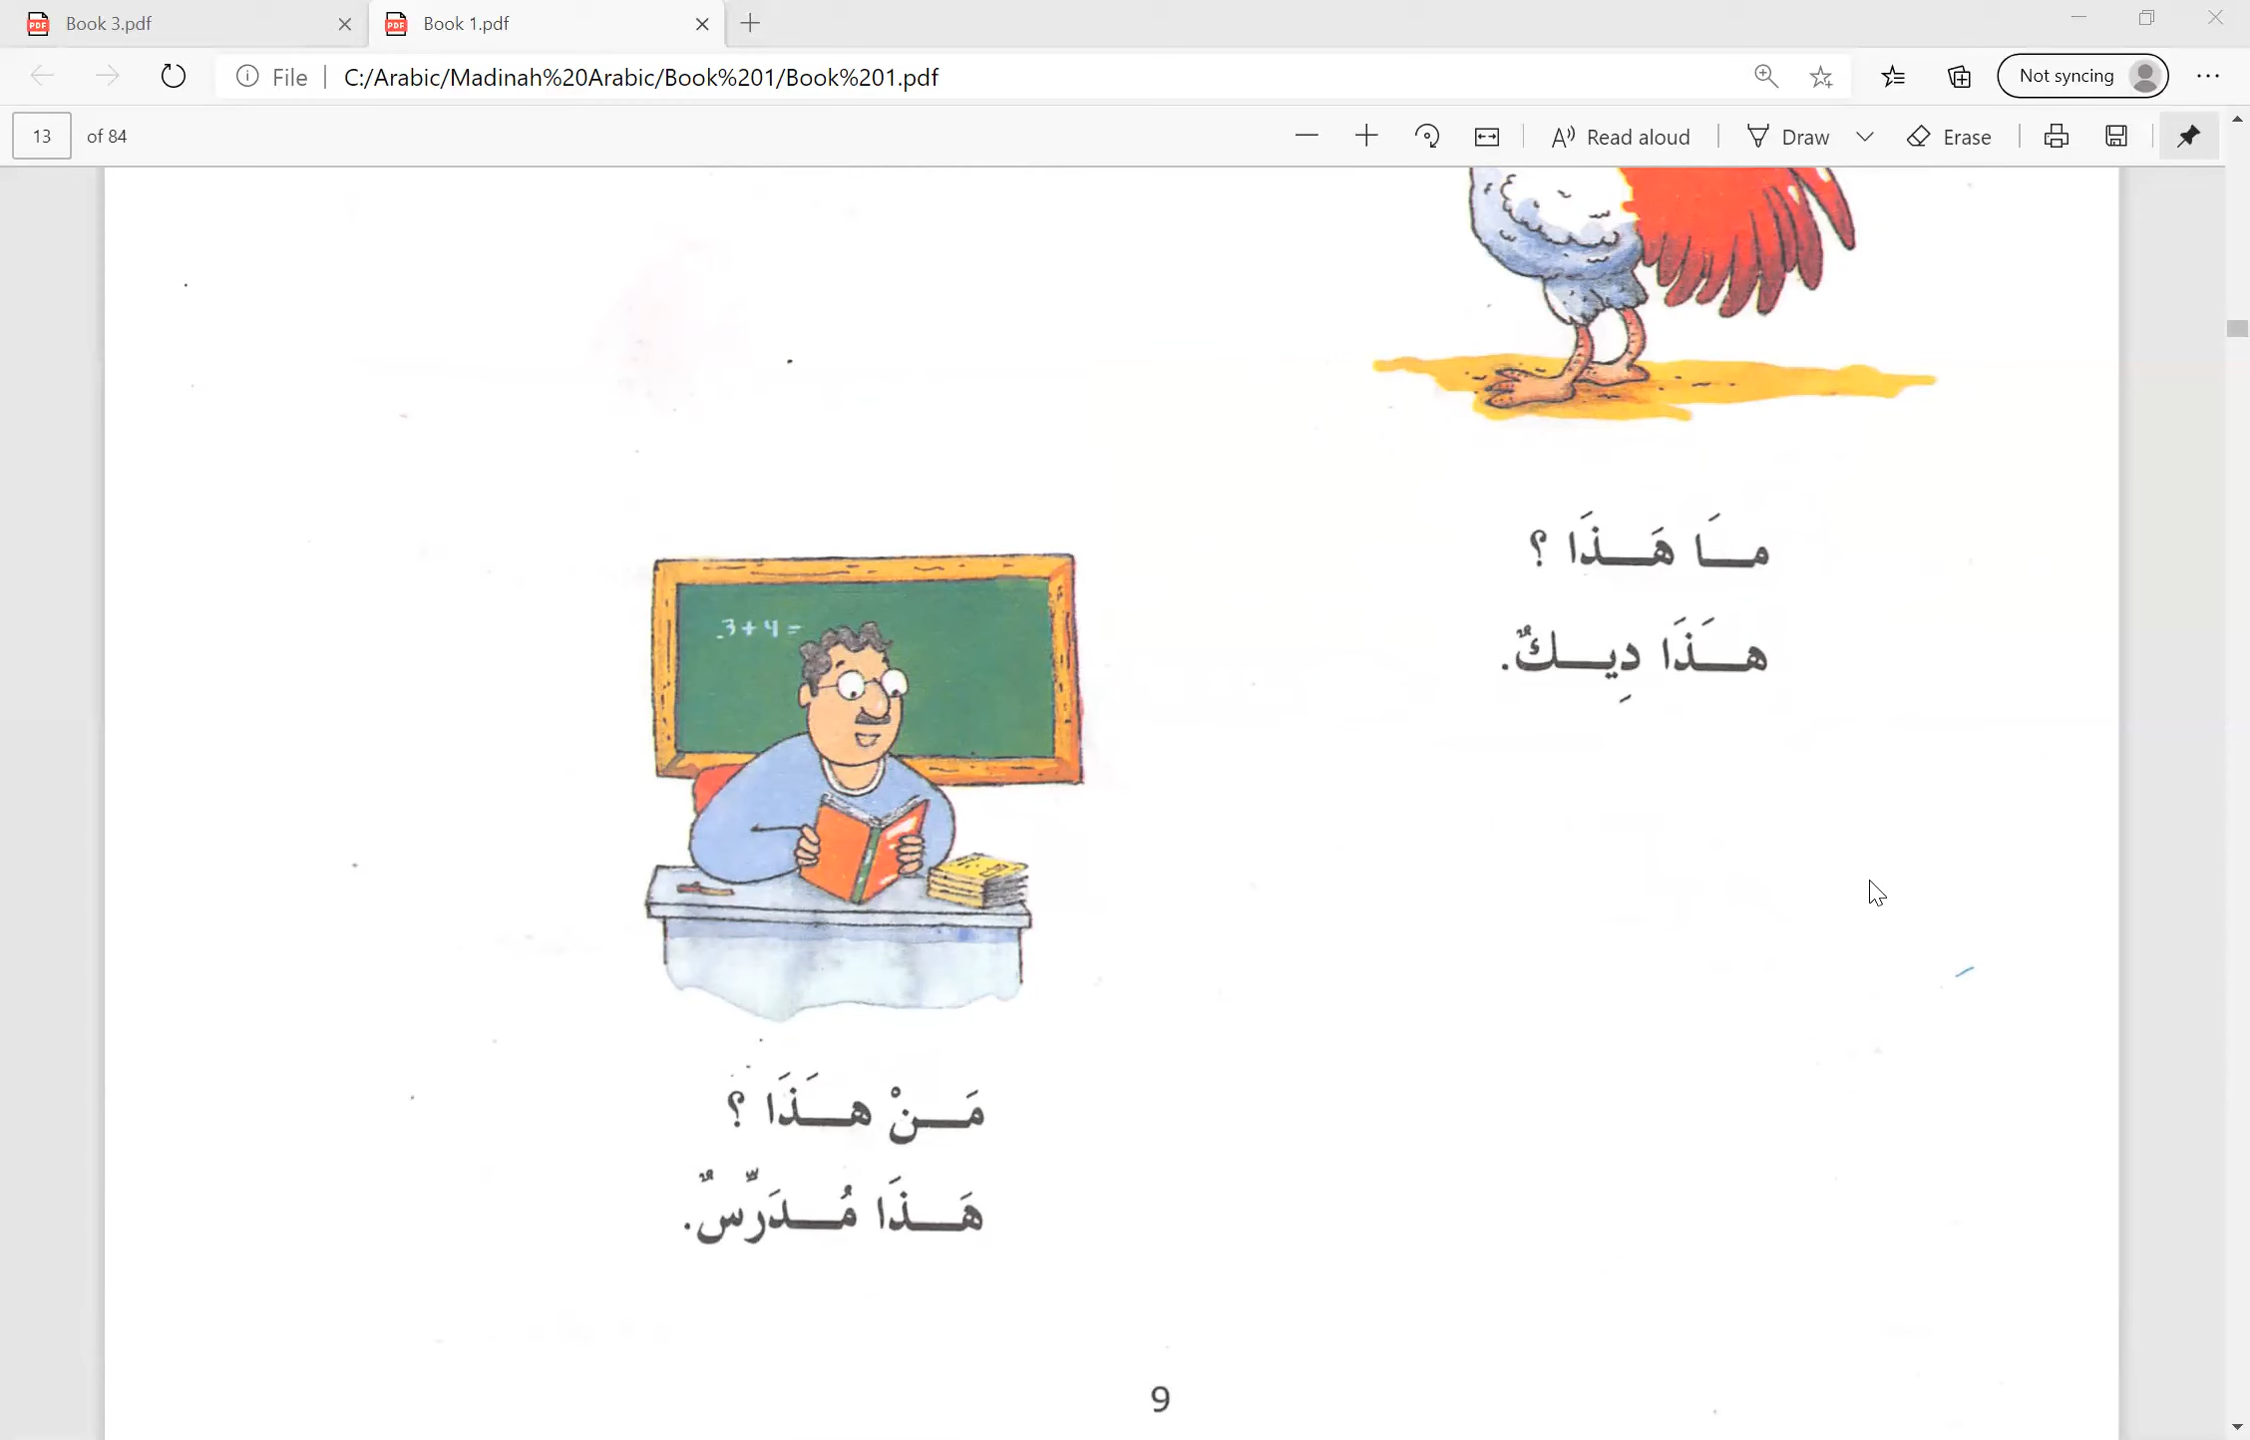 Book 3.pdf
Book 1.pdf
File
C:/Arabic/Madinah%20Arabic/Book%201/Book%201.pdf
Not syncing
13 of 84
Read aloud
Draw
Erase
مَا هَذَا ؟
هَذَا دِيكٌ.
3+4=
مَنْ هَذَا ؟
هَذَا مُدَرِّسٌ.
9